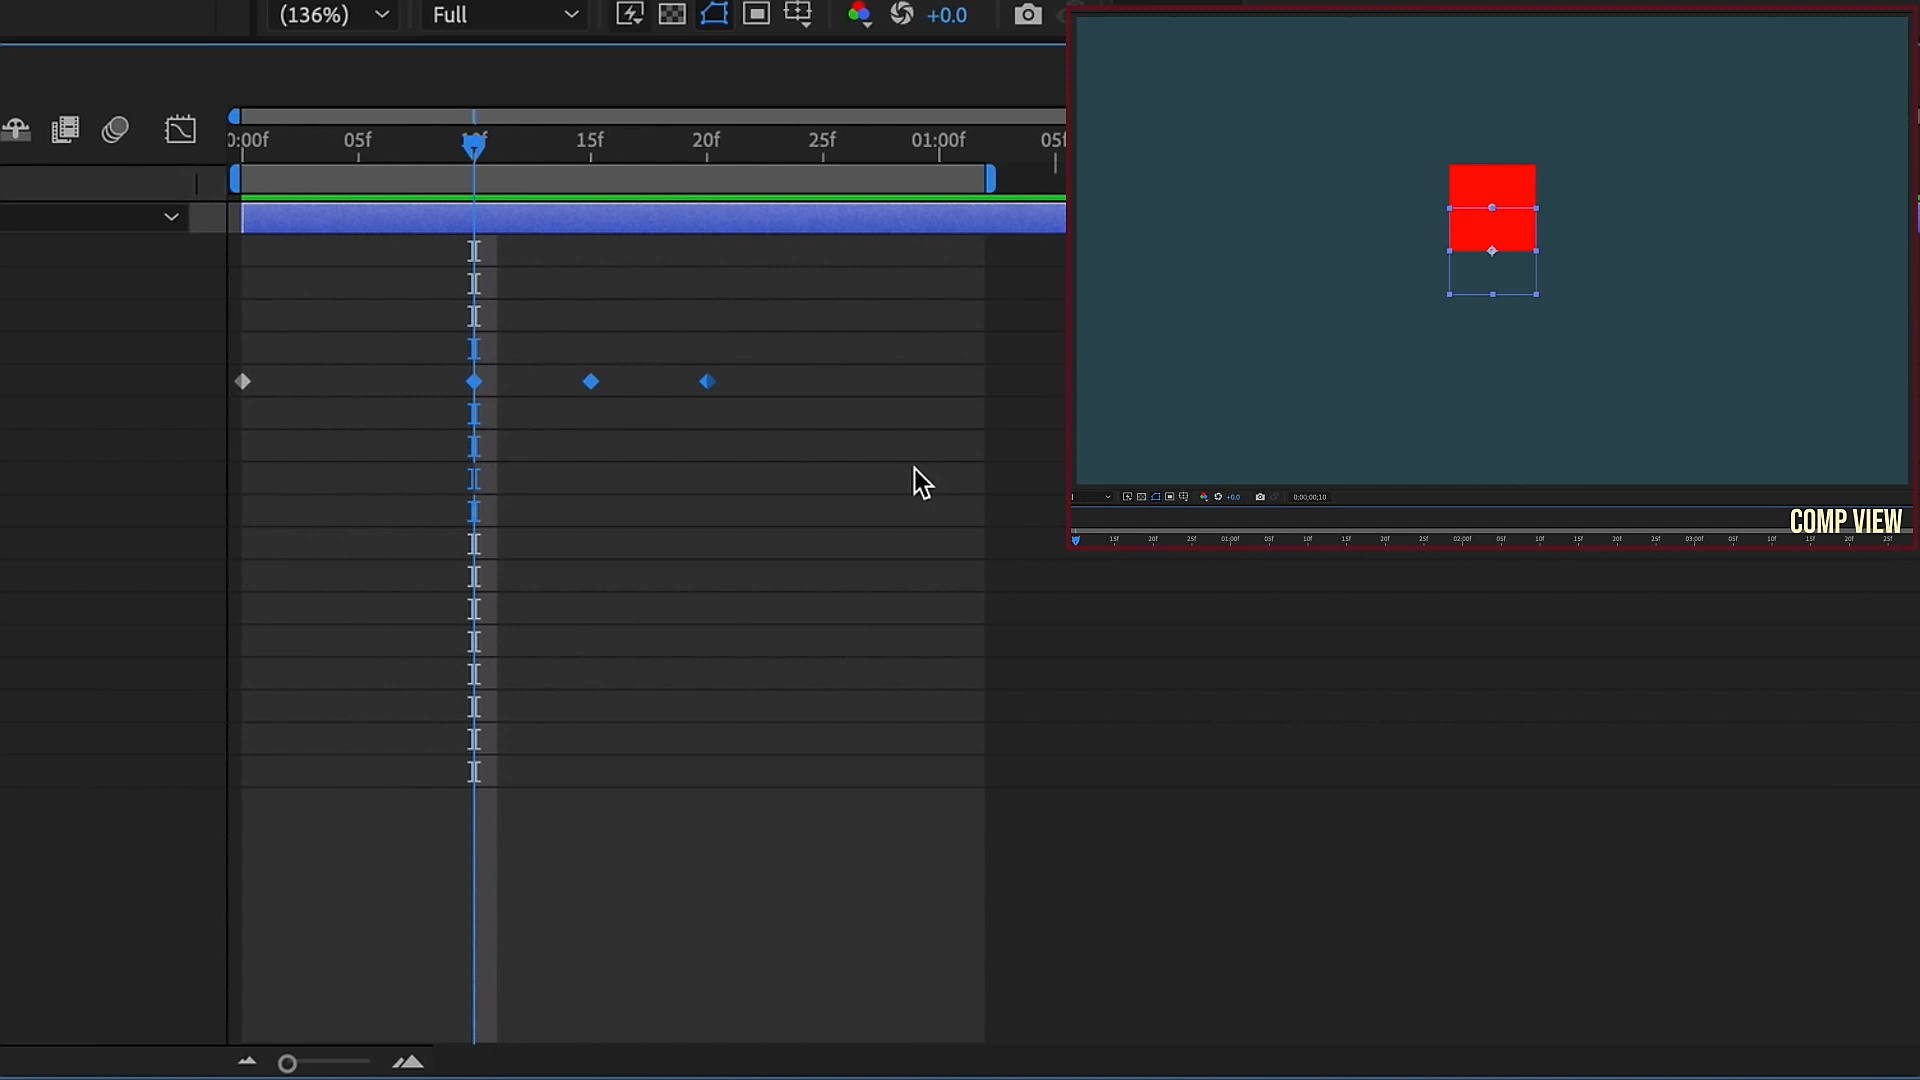 (136%) Full +0.0
0:00f 05f 15f 20f 25f 01:00f 05f
+0.0 0;00;00;10
COMP VIEW
15f 20f 25f 01:00f 05f 10f 15f 20f 25f 02:00f 05f 10f 15f 20f 25f 03:00f 05f 10f 15f 20f 25f